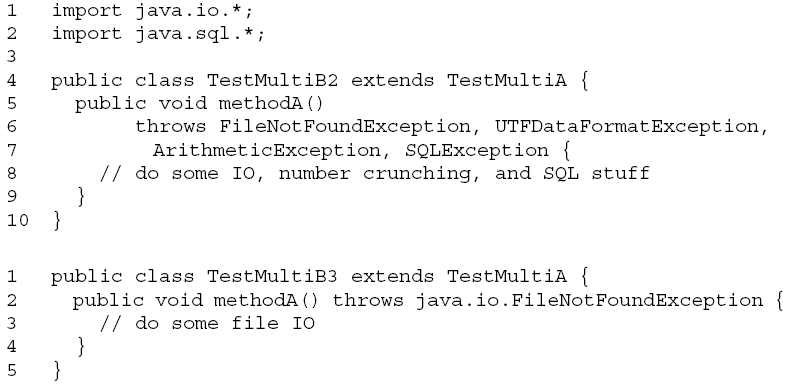 1 import java.io.*;
2 import java.sql.*;
3
4 public class TestMultiB2 extends TestMultiA {
5 public void methodA()
6 throws FileNotFoundException, UTFDataFormatException,
7 ArithmeticException, SQLException {
8 // do some IO, number crunching, and SQL stuff
9 }
10 }
1 public class TestMultiB3 extends TestMultiA {
2 public void methodA() throws java.io.FileNotFoundException {
3 // do some file IO
4 }
5 }